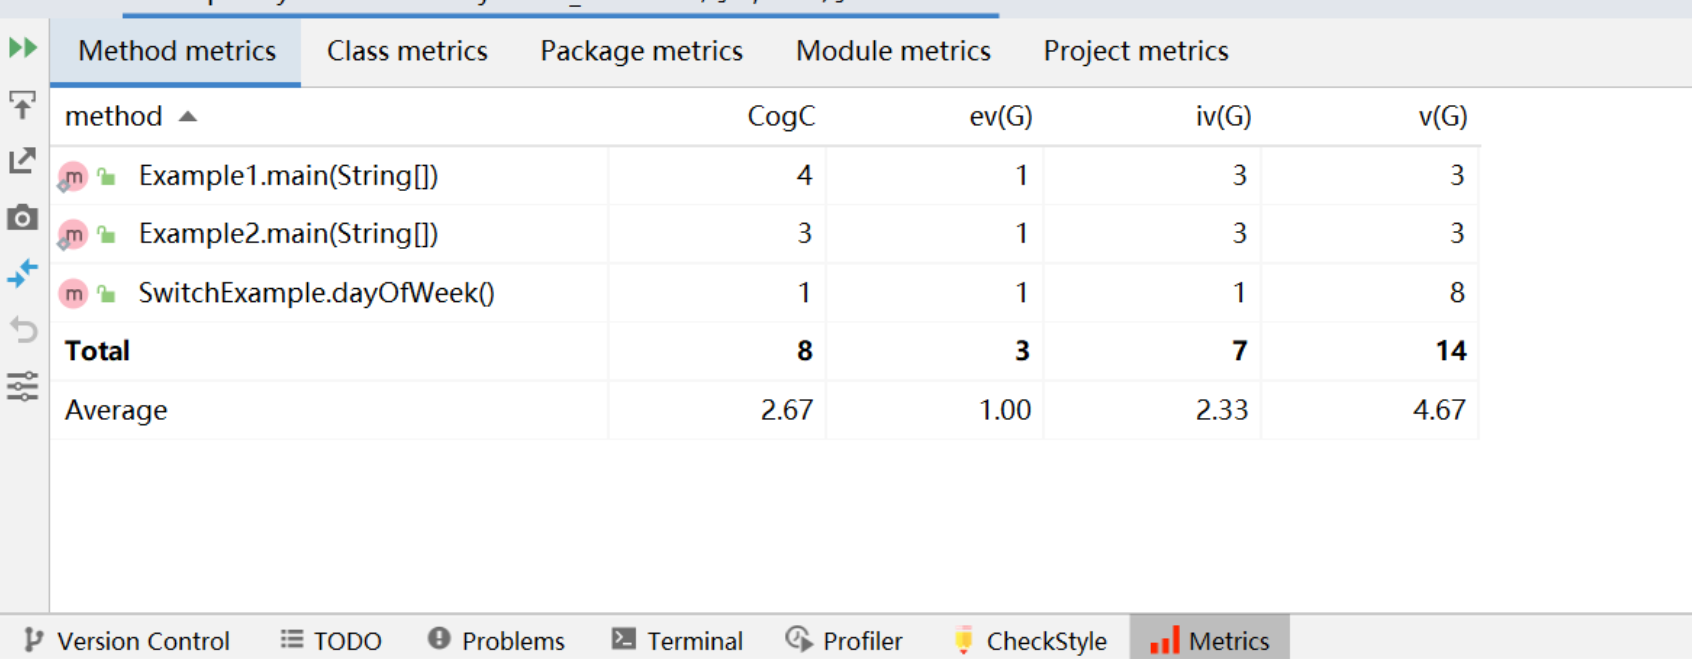 Method metrics Class metrics Package metrics Module metrics Project metrics
method CogC ev(G) iv(G) v(G)
m Example1.main(String[]) 4 1 3 3
m Example2.main(String[]) 3 1 3 3
m SwitchExample.dayOfWeek() 1 1 1 8
Total 8 3 7 14
Average 2.67 1.00 2.33 4.67
Version Control TODO Problems Terminal Profiler CheckStyle Metrics